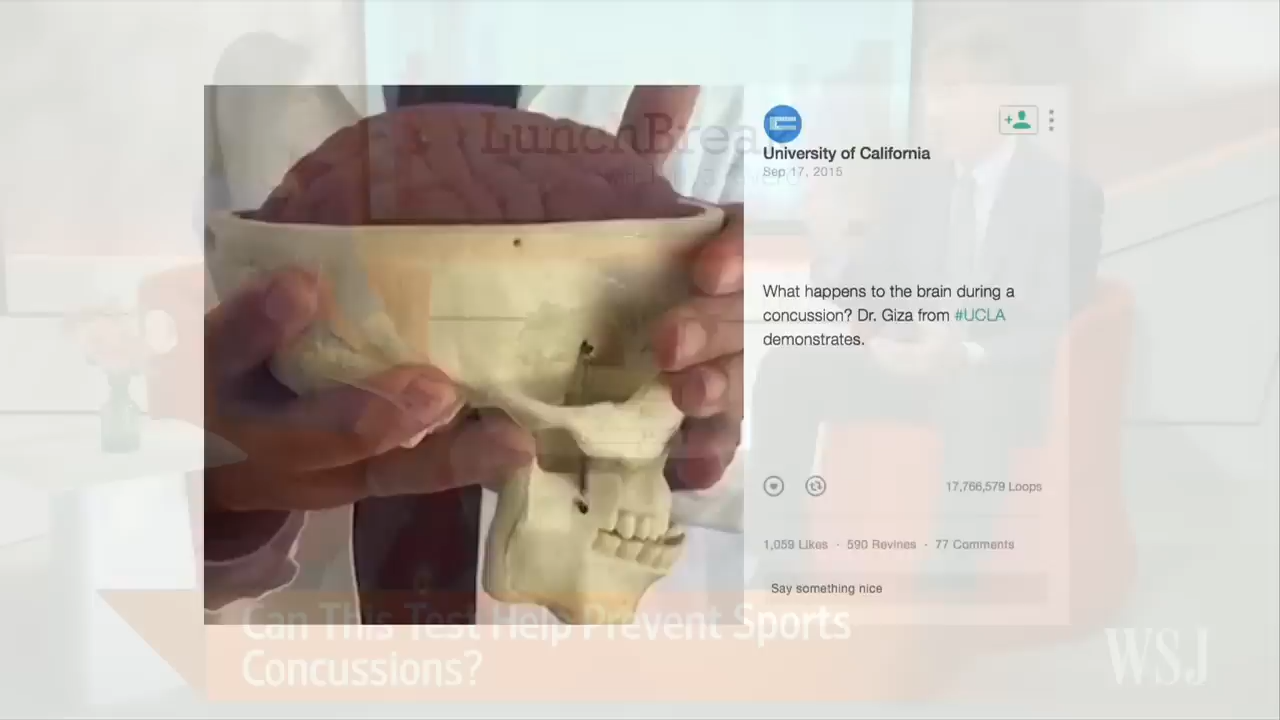 LunchBrea
University of California
Sep 17, 2015
What happens to the brain during a
concussion? Dr. Giza from #UCLA
demonstrates.
17,766,579 Loops
1,059 Likes · 590 Revines · 77 Comments
Say something nice
Can This Test Help Prevent Sports
Concussions?
WSJ